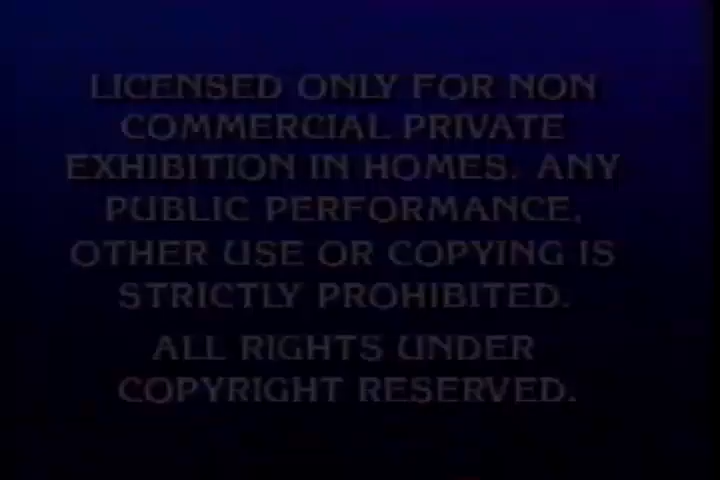 LICENSED ONLY FOR NON
COMMERCIAL PRIVATE
EXHIBITION IN HOMES. ANY
PUBLIC PERFORMANCE,
OTHER USE OR COPYING IS
STRICTLY PROHIBITED.
ALL RIGHTS UNDER
COPYRIGHT RESERVED.